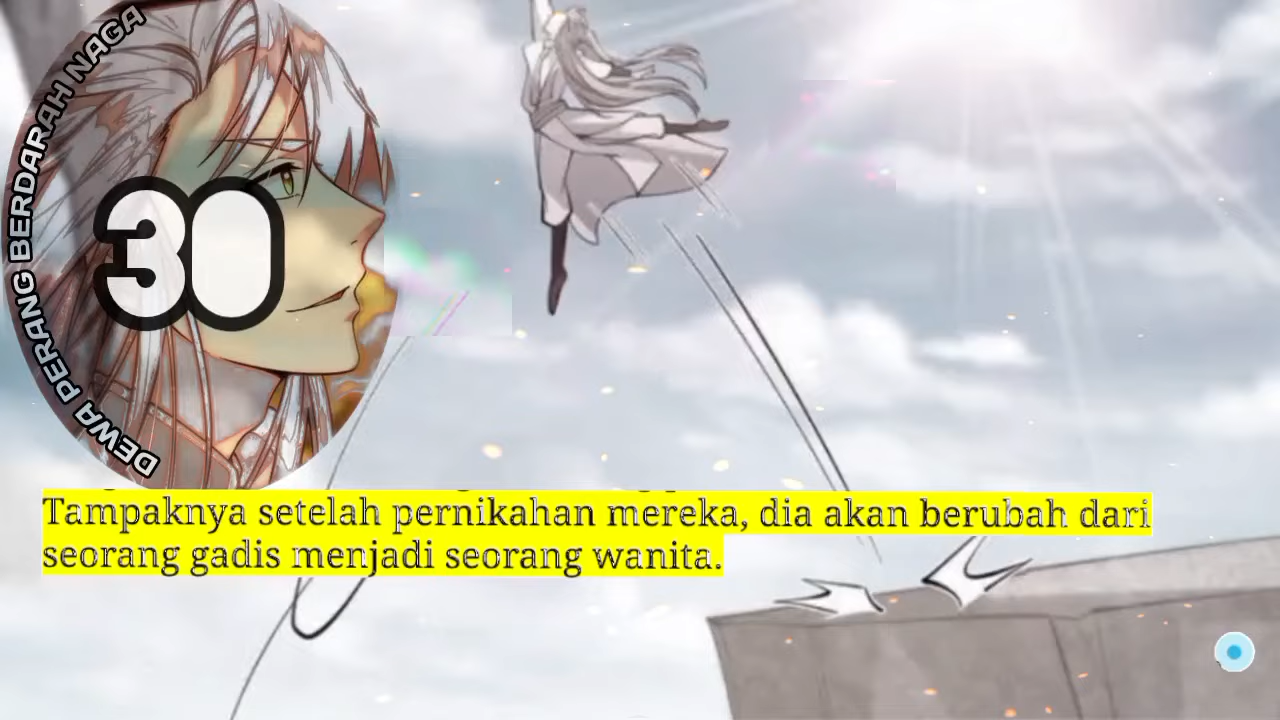 DEWA PERANG BERDARAH NAGA
30
Tampaknya setelah pernikahan mereka, dia akan berubah dari
seorang gadis menjadi seorang wanita.